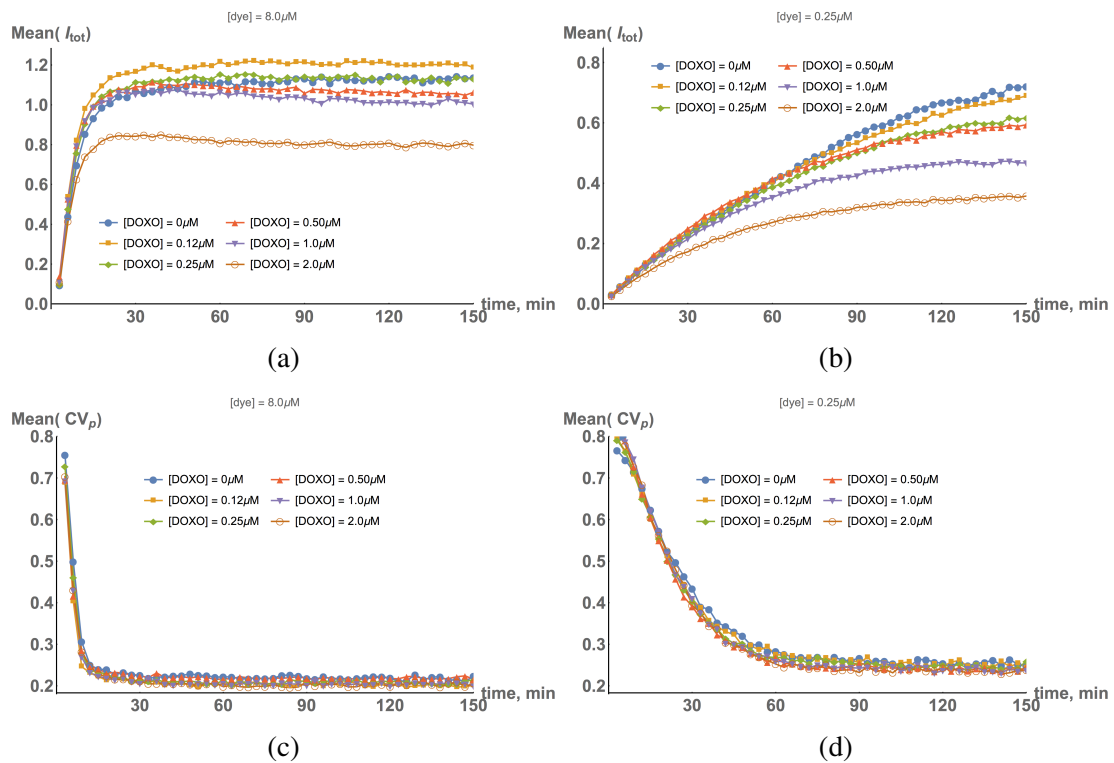 [dye] = 8.0μM
Mean( Itot)
1.2
1.0
0.8
0.6
0.4
0.2
0.0
[DOXO] = 0μM
[DOXO] = 0.50μM
[DOXO] = 0.12μM
[DOXO] = 1.0μM
[DOXO] = 0.25μM
[DOXO] = 2.0μM
30
60
90
120
150
time, min
(a)
[dye] = 0.25μM
Mean( Itot)
0.8
0.6
0.4
0.2
0.0
[DOXO] = 0μM
[DOXO] = 0.50μM
[DOXO] = 0.12μM
[DOXO] = 1.0μM
[DOXO] = 0.25μM
[DOXO] = 2.0μM
30
60
90
120
150
time, min
(b)
[dye] = 8.0μM
Mean( CVp)
0.8
0.7
0.6
0.5
0.4
0.3
0.2
[DOXO] = 0μM
[DOXO] = 0.50μM
[DOXO] = 0.12μM
[DOXO] = 1.0μM
[DOXO] = 0.25μM
[DOXO] = 2.0μM
30
60
90
120
150
time, min
(c)
[dye] = 0.25μM
Mean( CVp)
0.8
0.7
0.6
0.5
0.4
0.3
0.2
[DOXO] = 0μM
[DOXO] = 0.50μM
[DOXO] = 0.12μM
[DOXO] = 1.0μM
[DOXO] = 0.25μM
[DOXO] = 2.0μM
30
60
90
120
150
time, min
(d)